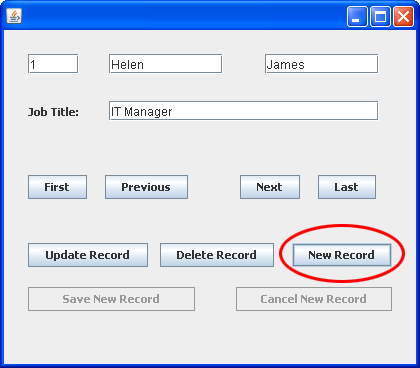 1 Helen James
Job Title: IT Manager
First Previous Next Last
Update Record Delete Record New Record
Save New Record Cancel New Record